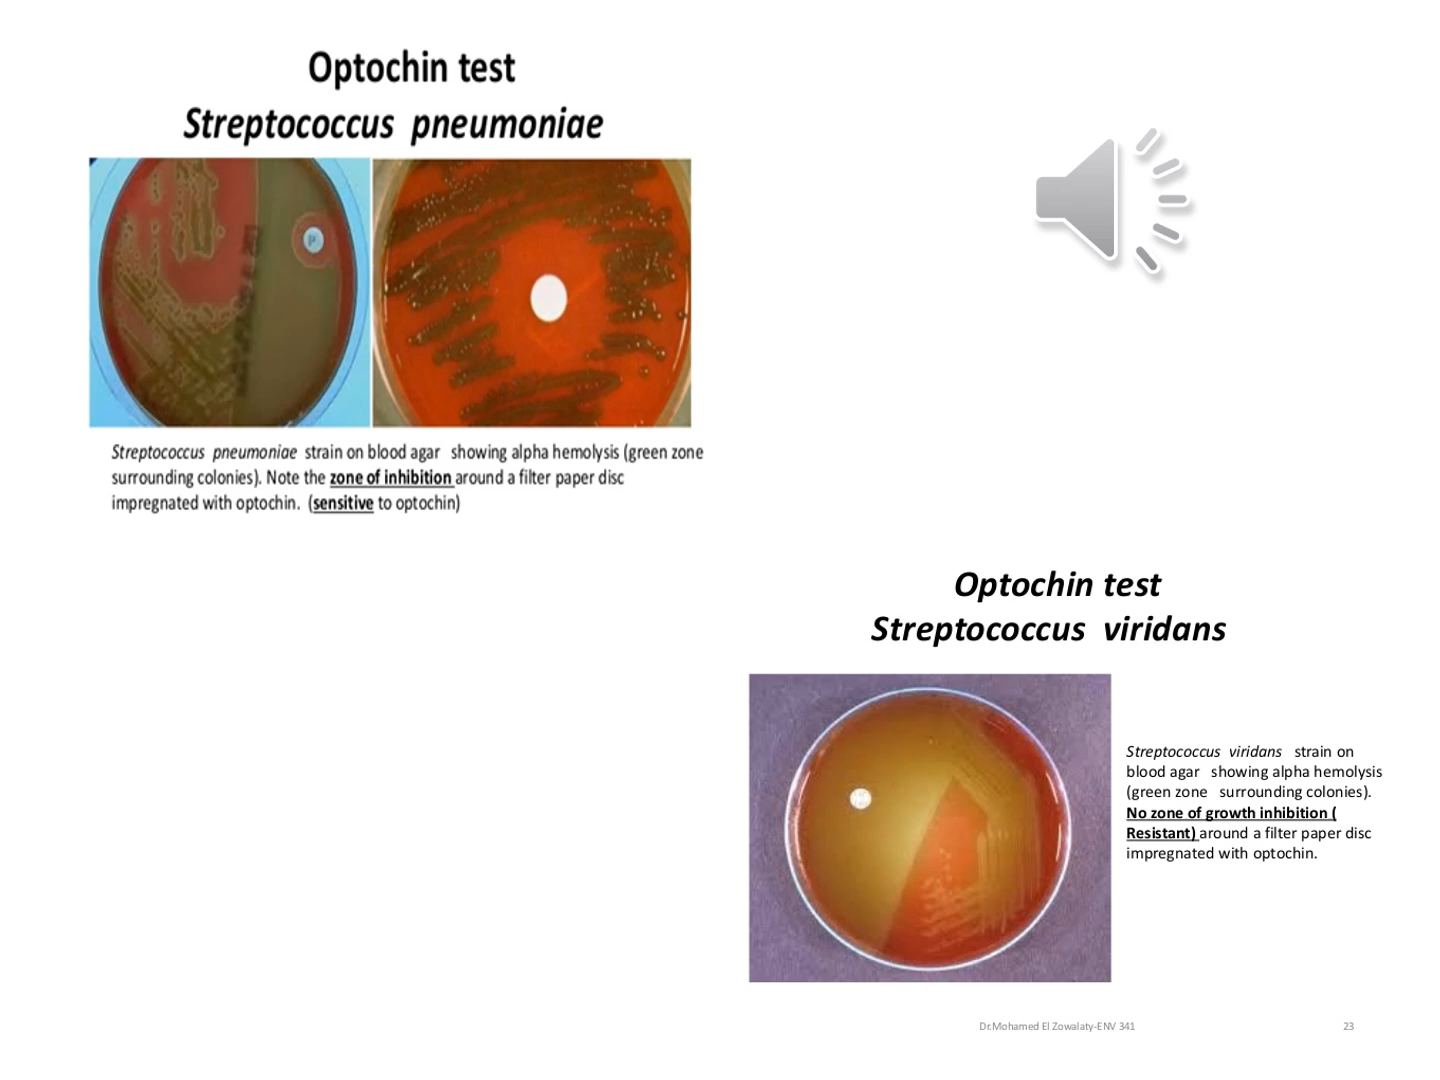 Optochin test
Streptococcus pneumoniae
Streptococcus pneumoniae strain on blood agar showing alpha hemolysis (green zone
surrounding colonies). Note the zone of inhibition around a filter paper disc
impregnated with optochin. (sensitive to optochin)
Optochin test
Streptococcus viridans
Streptococcus viridans strain on
blood agar showing alpha hemolysis
(green zone surrounding colonies).
No zone of growth inhibition (
Resistant) around a filter paper disc
impregnated with optochin.
Dr.Mohamed El Zowalaty-ENV 341
23